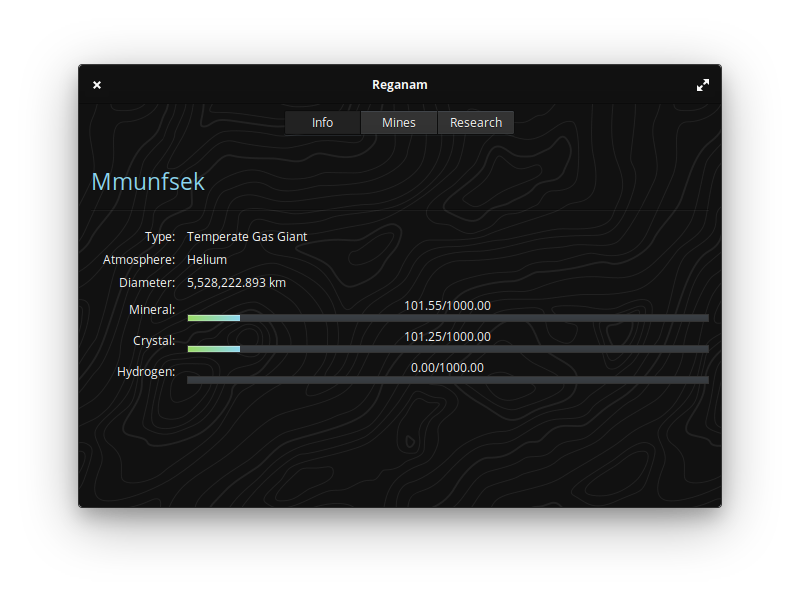 Reganam
Info Mines Research
Mmunfsek
Type: Temperate Gas Giant
Atmosphere: Helium
Diameter: 5,528,222.893 km
Mineral: 101.55/1000.00
Crystal: 101.25/1000.00
Hydrogen: 0.00/1000.00